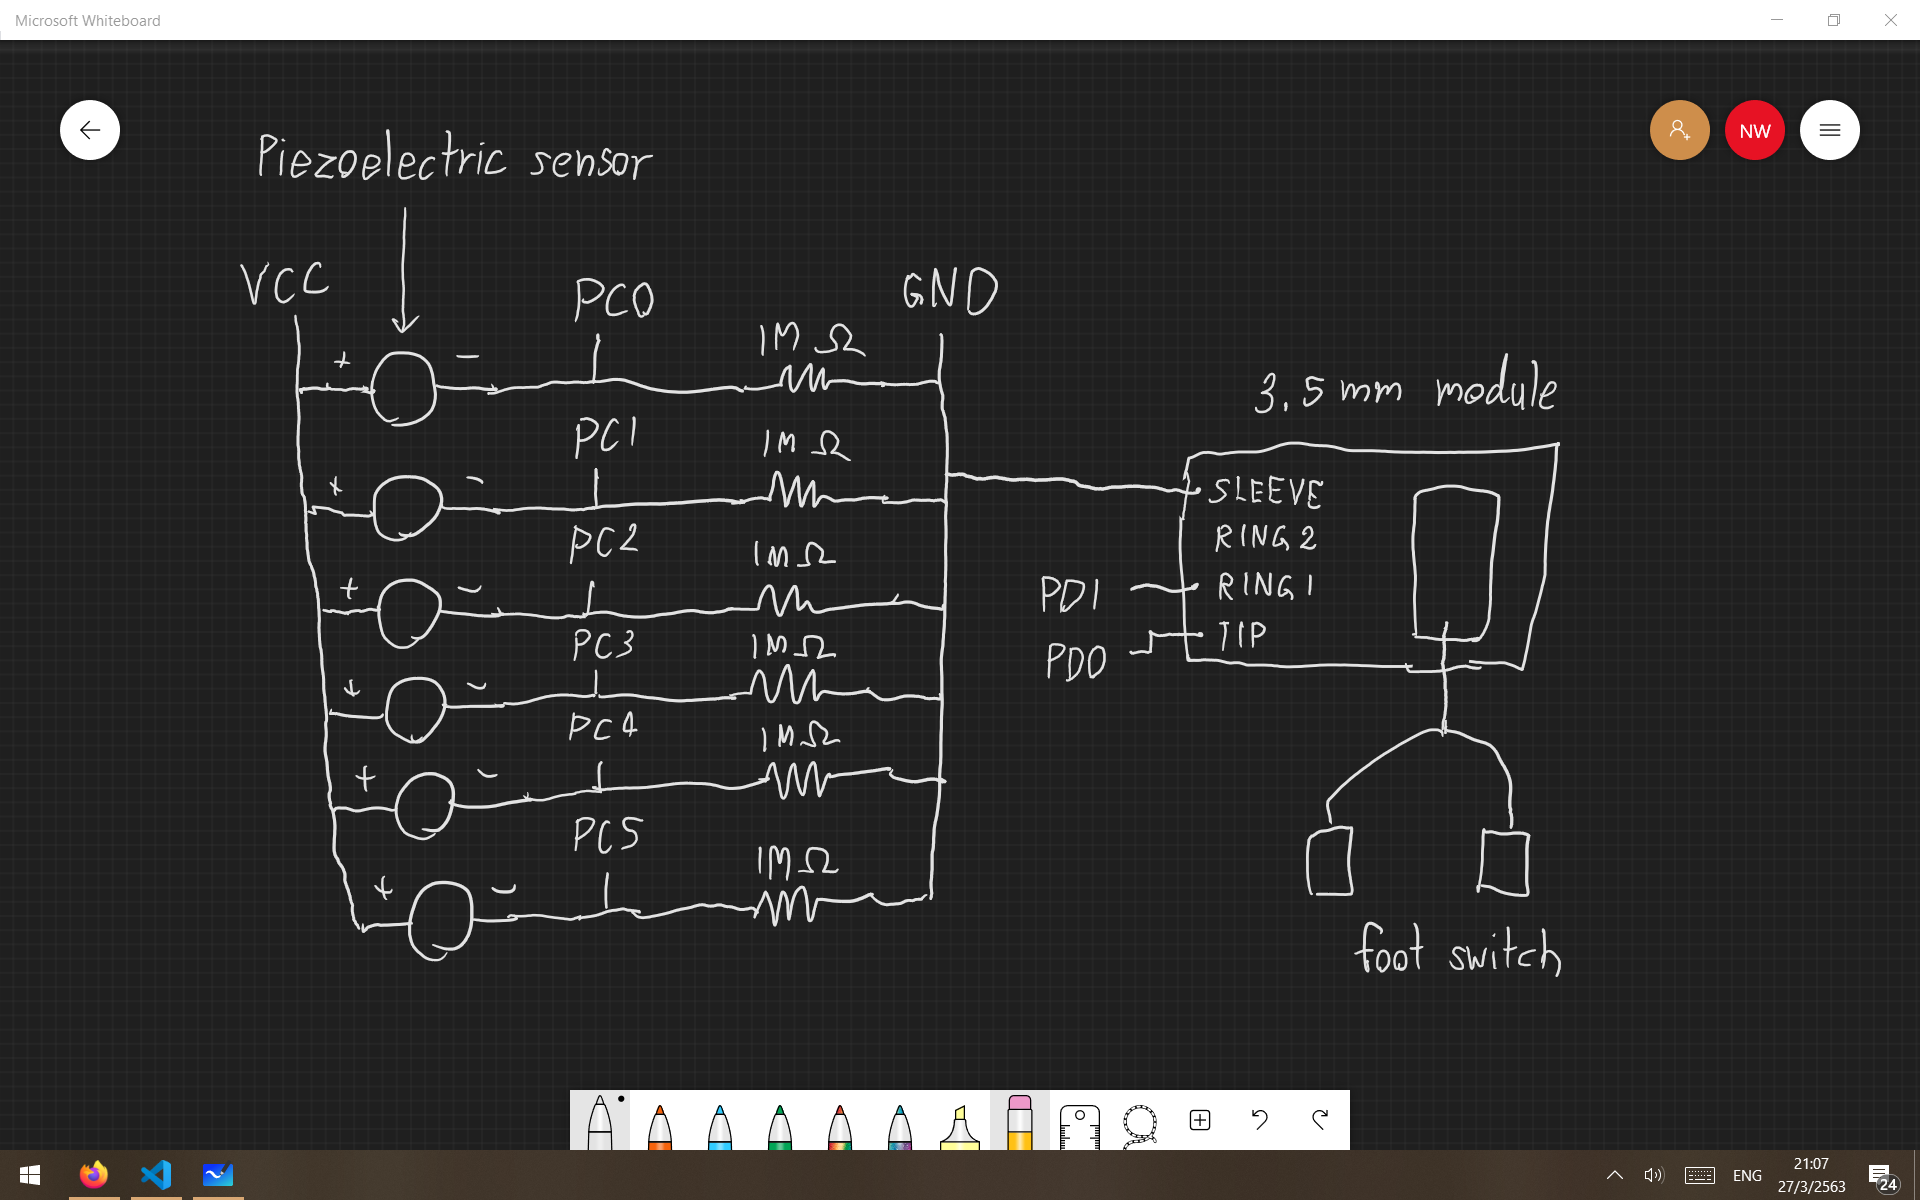 Microsoft Whiteboard
NW
Piezoelectric sensor
VCC
PC0
GND
+
−
1M Ω
PC1
1M Ω
+
−
PC2
1M Ω
+
−
PC3
1M Ω
+
−
PC4
1M Ω
+
−
PC5
1M Ω
+
−
3.5 mm module
SLEEVE
RING 2
PD1
RING 1
PD0
TIP
foot switch
ENG
21:07
27/3/2563
24